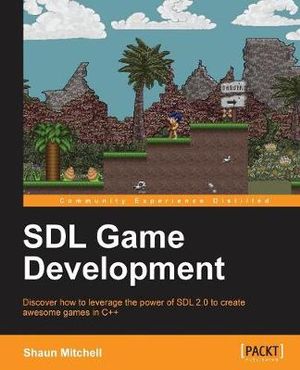 Community Experience Distilled
SDL Game
Development
Discover how to leverage the power of SDL 2.0 to create
awesome games in C++
Shaun Mitchell
[PACKT]
PUBLISHING